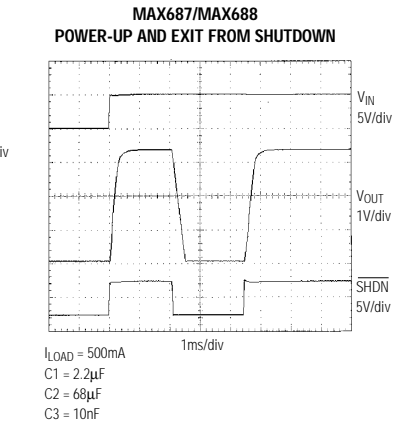 MAX687/MAX688
POWER-UP AND EXIT FROM SHUTDOWN
VIN
5V/div
iv
VOUT
1V/div
SHDN
5V/div
1ms/div
ILOAD = 500mA
C1 = 2.2µF
C2 = 68µF
C3 = 10nF